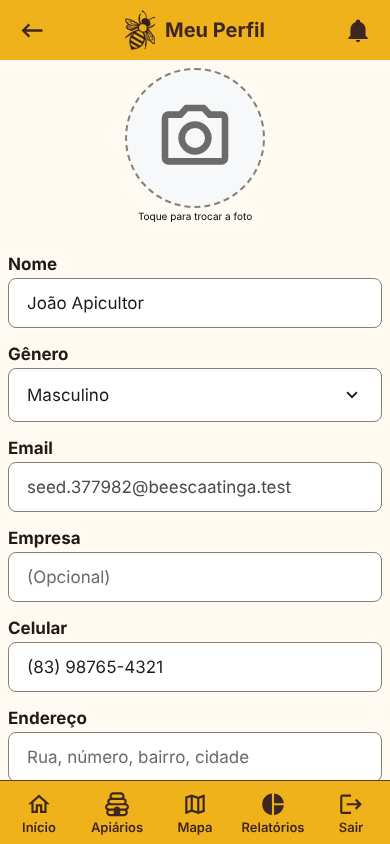 Meu Perfil
Toque para trocar a foto
Nome
João Apicultor
Gênero
Masculino
Email
seed.377982@beescaatinga.test
Empresa
(Opcional)
Celular
(83) 98765-4321
Endereço
Rua, número, bairro, cidade
Início Apiários Mapa Relatórios Sair